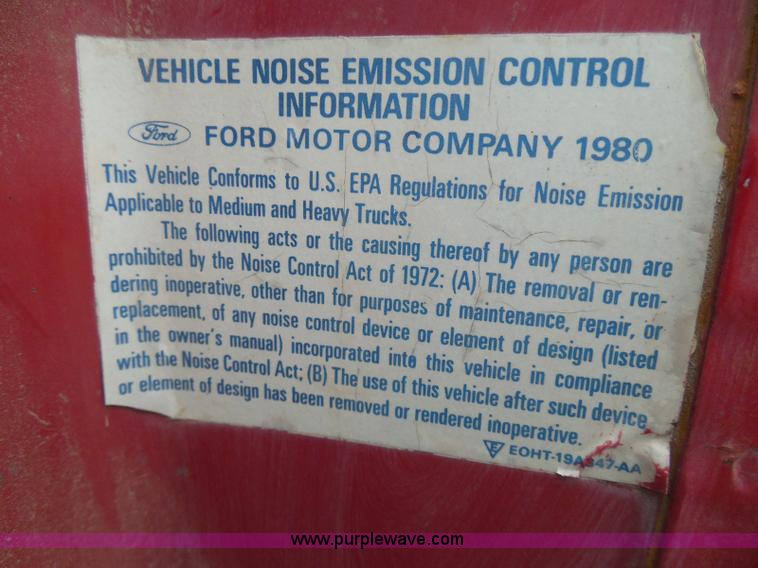 VEHICLE NOISE EMISSION CONTROL
INFORMATION
Ford FORD MOTOR COMPANY 1980
This Vehicle Conforms to U.S. EPA Regulations for Noise Emission
Applicable to Medium and Heavy Trucks.
The following acts or the causing thereof by any person are
prohibited by the Noise Control Act of 1972: (A) The removal or ren-
dering inoperative, other than for purposes of maintenance, repair, or
replacement, of any noise control device or element of design (listed
in the owner's manual) incorporated into this vehicle in compliance
with the Noise Control Act; (B) The use of this vehicle after such device
or element of design has been removed or rendered inoperative.
E EOHT-19A347-AA
www.purplewave.com